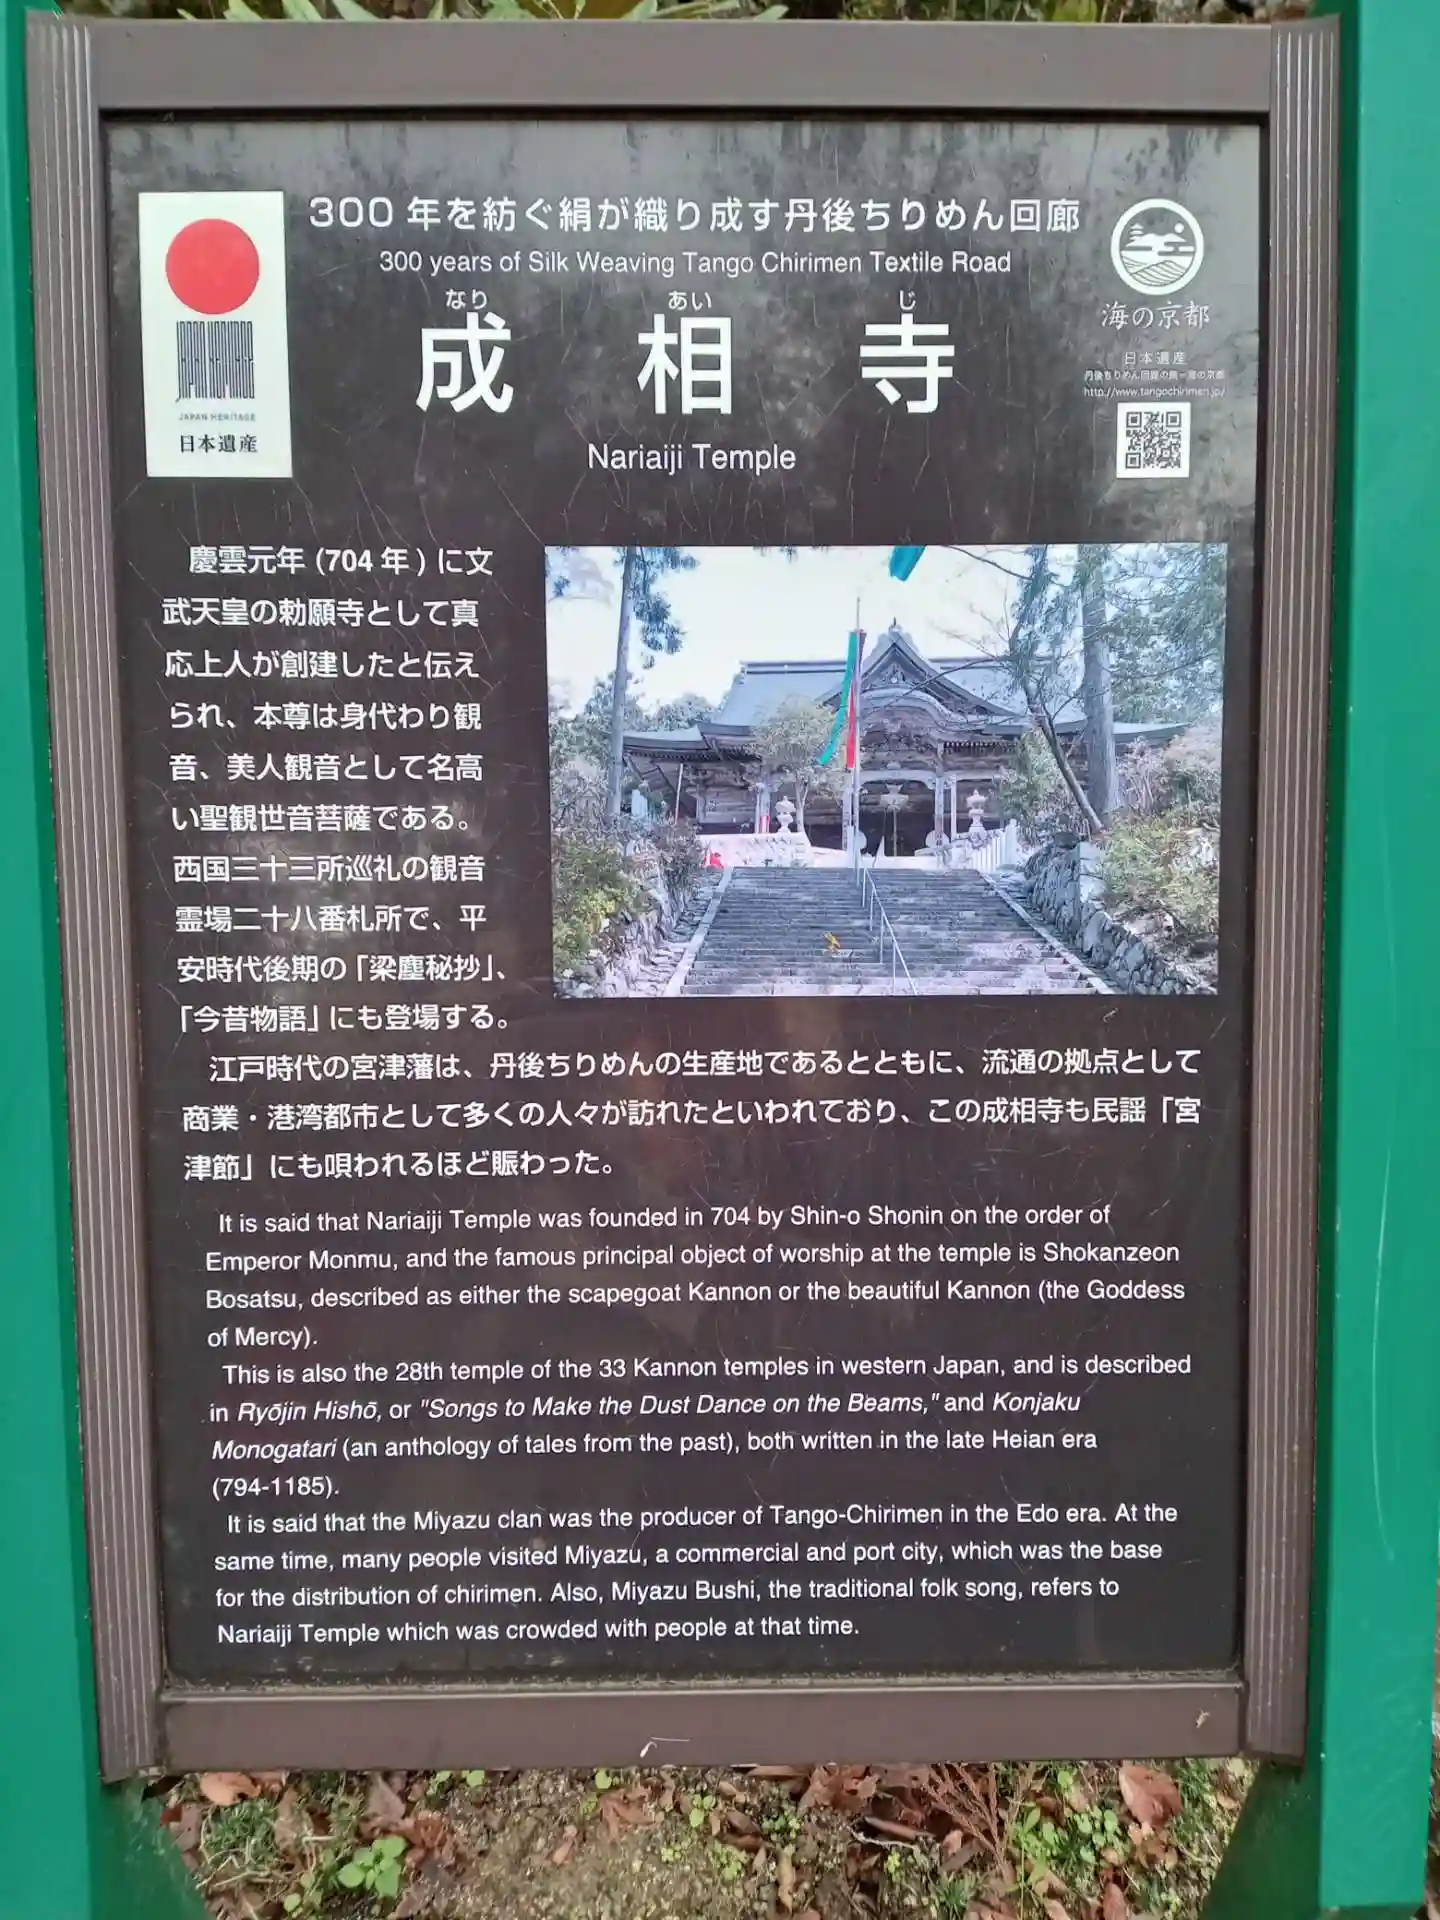 300 年を紡ぐ絹が織り成す丹後ちりめん回廊
300 years of Silk Weaving Tango Chirimen Textile Road
なり あい じ
成相寺
Nariaiji Temple
JAPAN HERITAGE
JAPAN HERITAGE
日本遺産
海の京都
日本遺産
丹後ちりめん回廊
http://www.tangochirimen.jp/
慶雲元年 (704 年 ) に文
武天皇の勅願寺として真
応上人が創建したと伝え
られ、本尊は身代わり観
音、美人観音として名高
い聖観世音菩薩である。
西国三十三所巡礼の観音
霊場二十八番札所で、平
安時代後期の「梁塵秘抄」、
「今昔物語」にも登場する。
江戸時代の宮津藩は、丹後ちりめんの生産地であるとともに、流通の拠点として
商業・港湾都市として多くの人々が訪れたといわれており、この成相寺も民謡「宮
津節」にも唄われるほど賑わった。
It is said that Nariaiji Temple was founded in 704 by Shin-o Shonin on the order of
Emperor Monmu, and the famous principal object of worship at the temple is Shokanzeon
Bosatsu, described as either the scapegoat Kannon or the beautiful Kannon (the Goddess
of Mercy).
This is also the 28th temple of the 33 Kannon temples in western Japan, and is described
in Ryōjin Hishō, or "Songs to Make the Dust Dance on the Beams," and Konjaku
Monogatari (an anthology of tales from the past), both written in the late Heian era
(794-1185).
It is said that the Miyazu clan was the producer of Tango-Chirimen in the Edo era. At the
same time, many people visited Miyazu, a commercial and port city, which was the base
for the distribution of chirimen. Also, Miyazu Bushi, the traditional folk song, refers to
Nariaiji Temple which was crowded with people at that time.